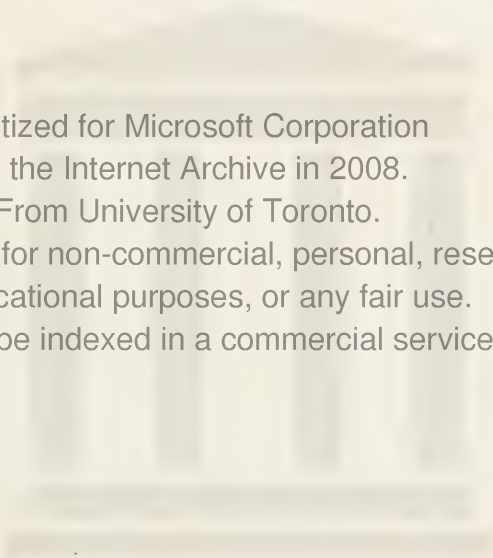 tized for Microsoft Corporation
the Internet Archive in 2008.
From University of Toronto.
for non-commercial, personal, rese
cational purposes, or any fair use.
be indexed in a commercial service